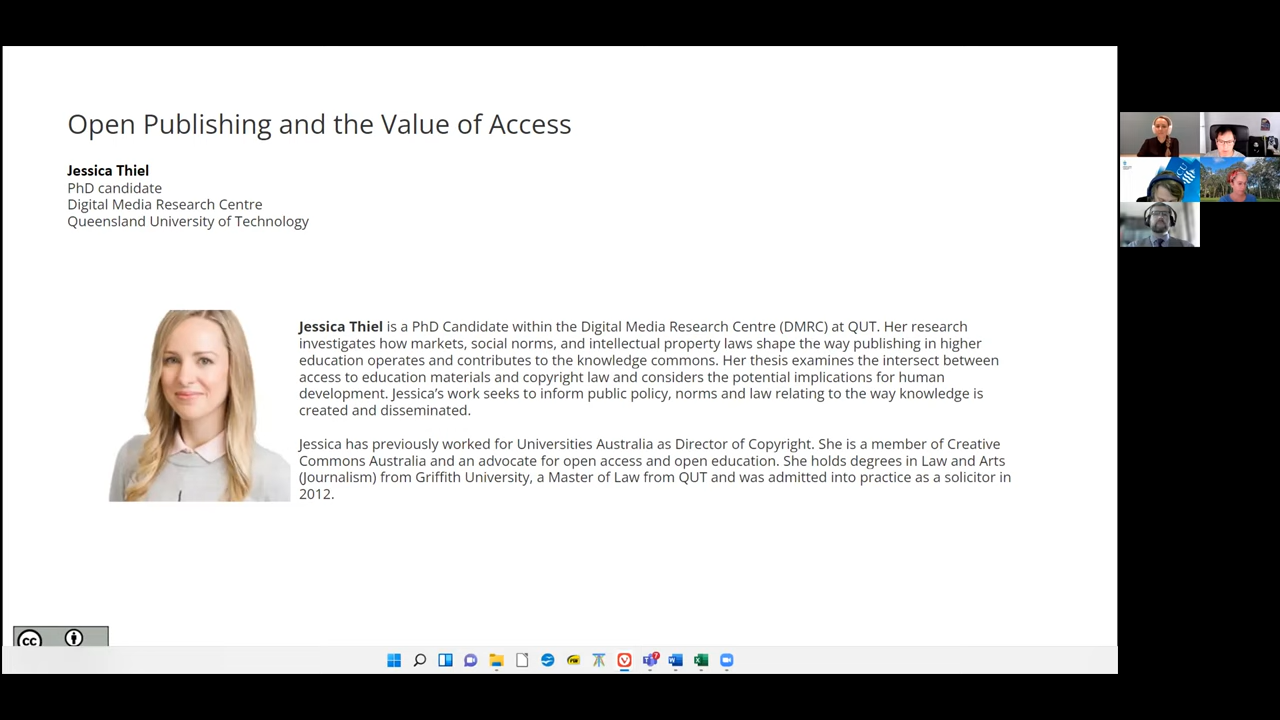 Open Publishing and the Value of Access
Jessica Thiel
PhD candidate
Digital Media Research Centre
Queensland University of Technology
Jessica Thiel is a PhD Candidate within the Digital Media Research Centre (DMRC) at QUT. Her research
investigates how markets, social norms, and intellectual property laws shape the way publishing in higher
education operates and contributes to the knowledge commons. Her thesis examines the intersect between
access to education materials and copyright law and considers the potential implications for human
development. Jessica’s work seeks to inform public policy, norms and law relating to the way knowledge is
created and disseminated.
Jessica has previously worked for Universities Australia as Director of Copyright. She is a member of Creative
Commons Australia and an advocate for open access and open education. She holds degrees in Law and Arts
(Journalism) from Griffith University, a Master of Law from QUT and was admitted into practice as a solicitor in
2012.
cc